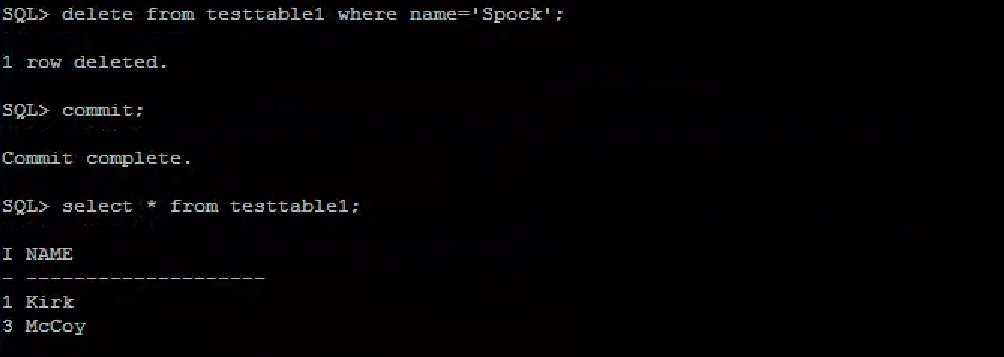 SQL> delete from testtable1 where name='Spock';
1 row deleted.
SQL> commit;
Commit complete.
SQL> select * from testtable1;
I NAME
- --------------------
1 Kirk
3 McCoy